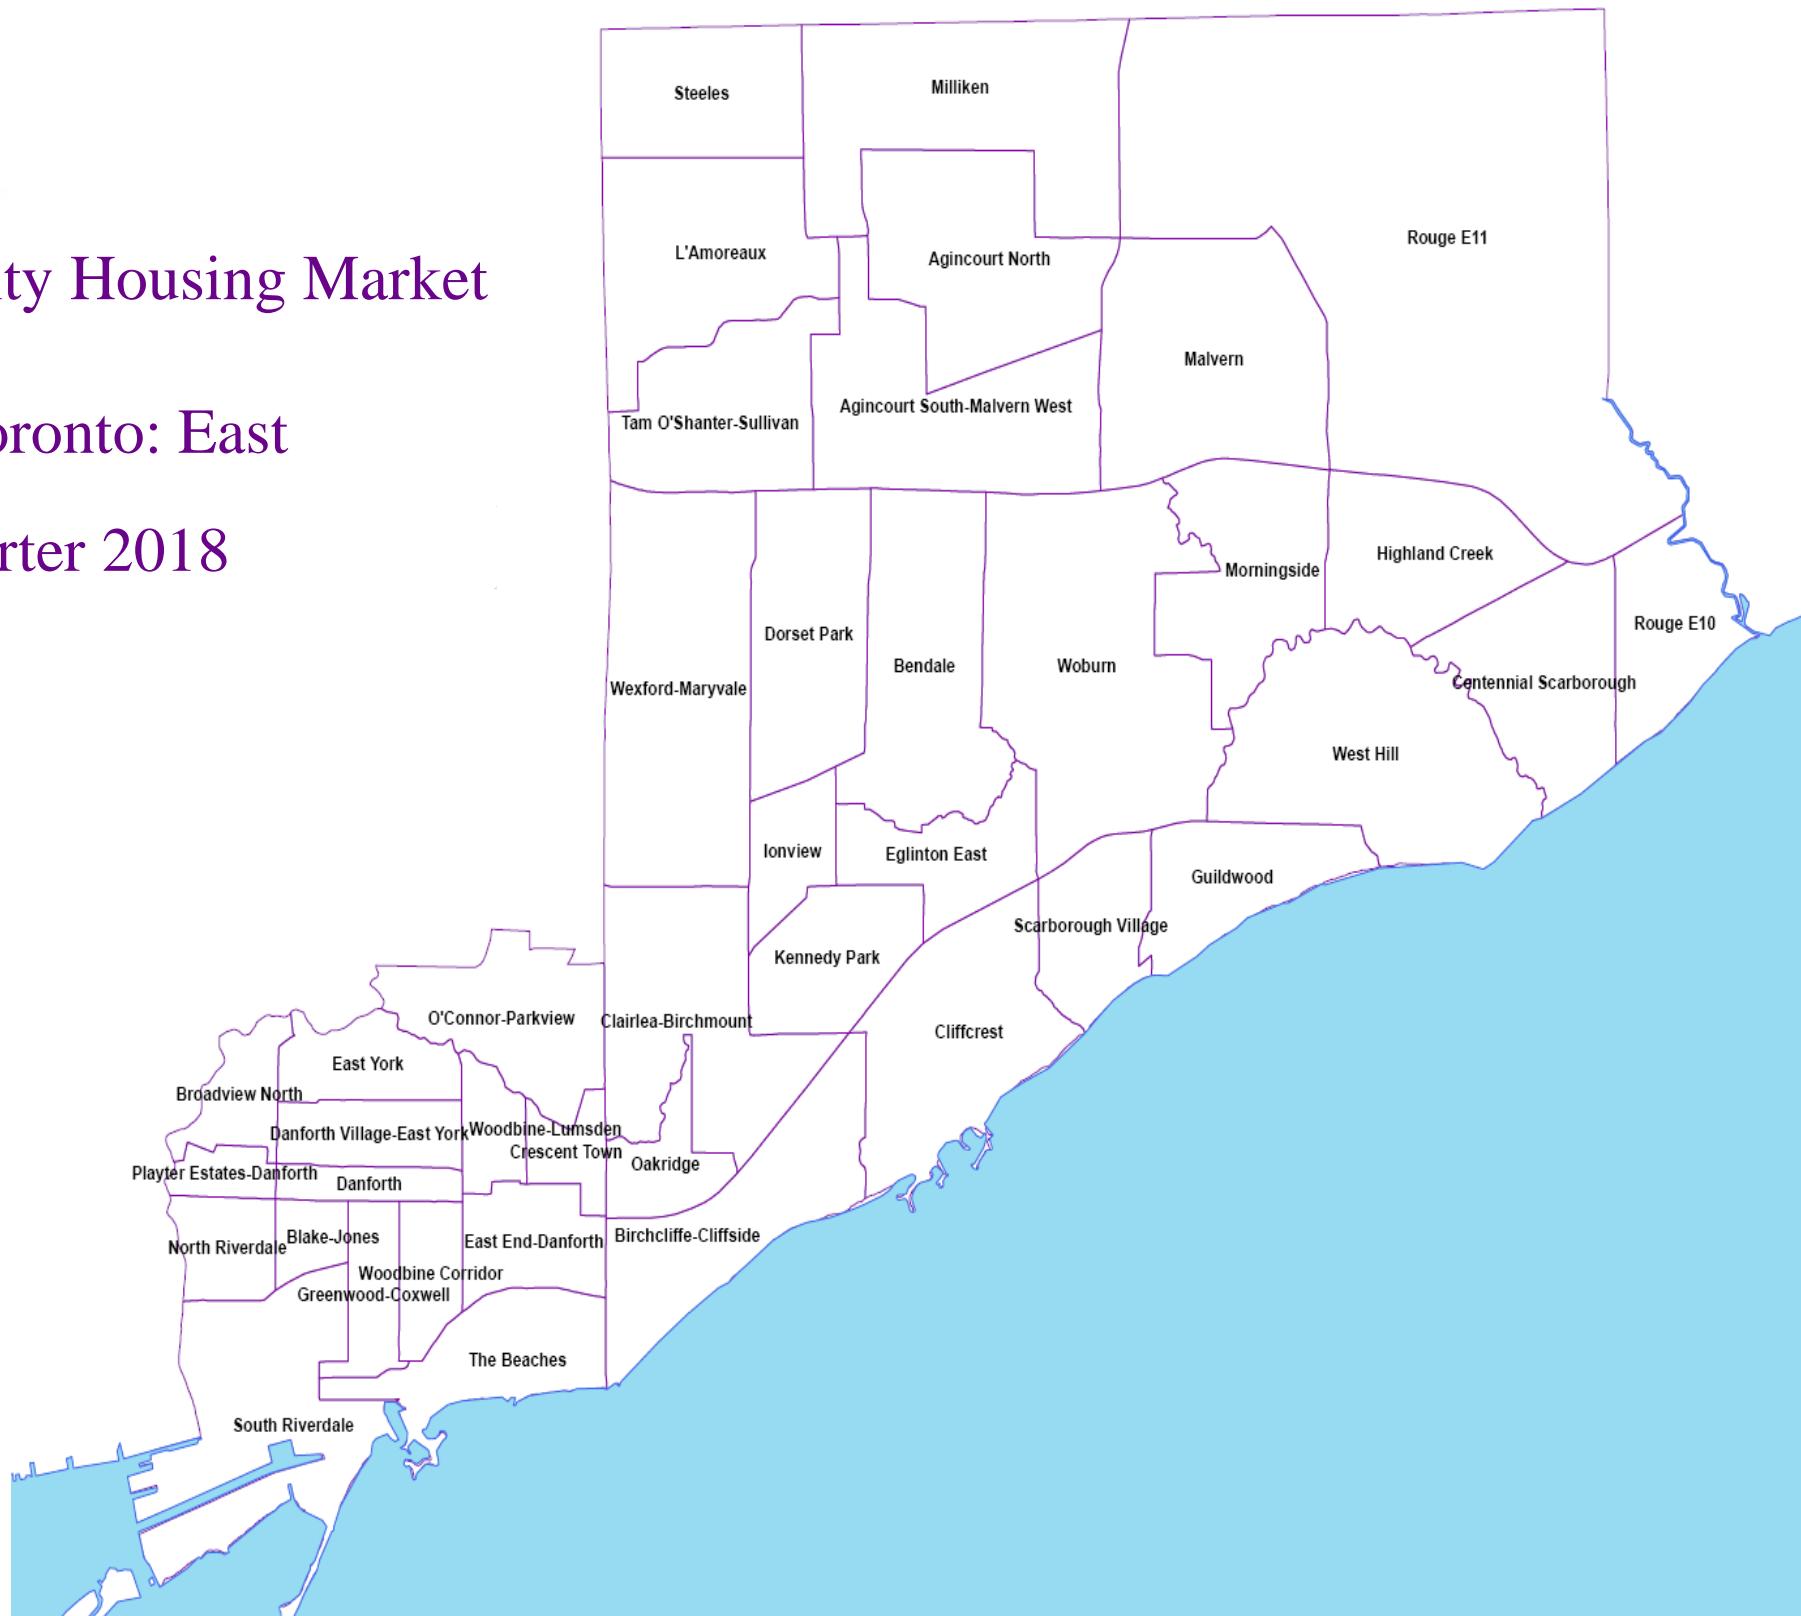 Steeles
Milliken
Rouge E11
L'Amoreaux
Agincourt North
ity Housing Market
Malvern
Agincourt South-Malvern West
Tam O'Shanter-Sullivan
oronto: East
rter 2018
Highland Creek
Morningside
Rouge E10
Dorset Park
Bendale
Woburn
Centennial Scarborough
Wexford-Maryvale
West Hill
Ionview
Eglinton East
Guildwood
Scarborough Village
Kennedy Park
O'Connor-Parkview
Clairlea-Birchmount
Cliffcrest
East York
Broadview North
Danforth Village-East York
Woodbine-Lumsden
Crescent Town
Oakridge
Playter Estates-Danforth
Danforth
Birchcliffe-Cliffside
Blake-Jones
East End-Danforth
North Riverdale
Woodbine Corridor
Greenwood-Coxwell
The Beaches
South Riverdale